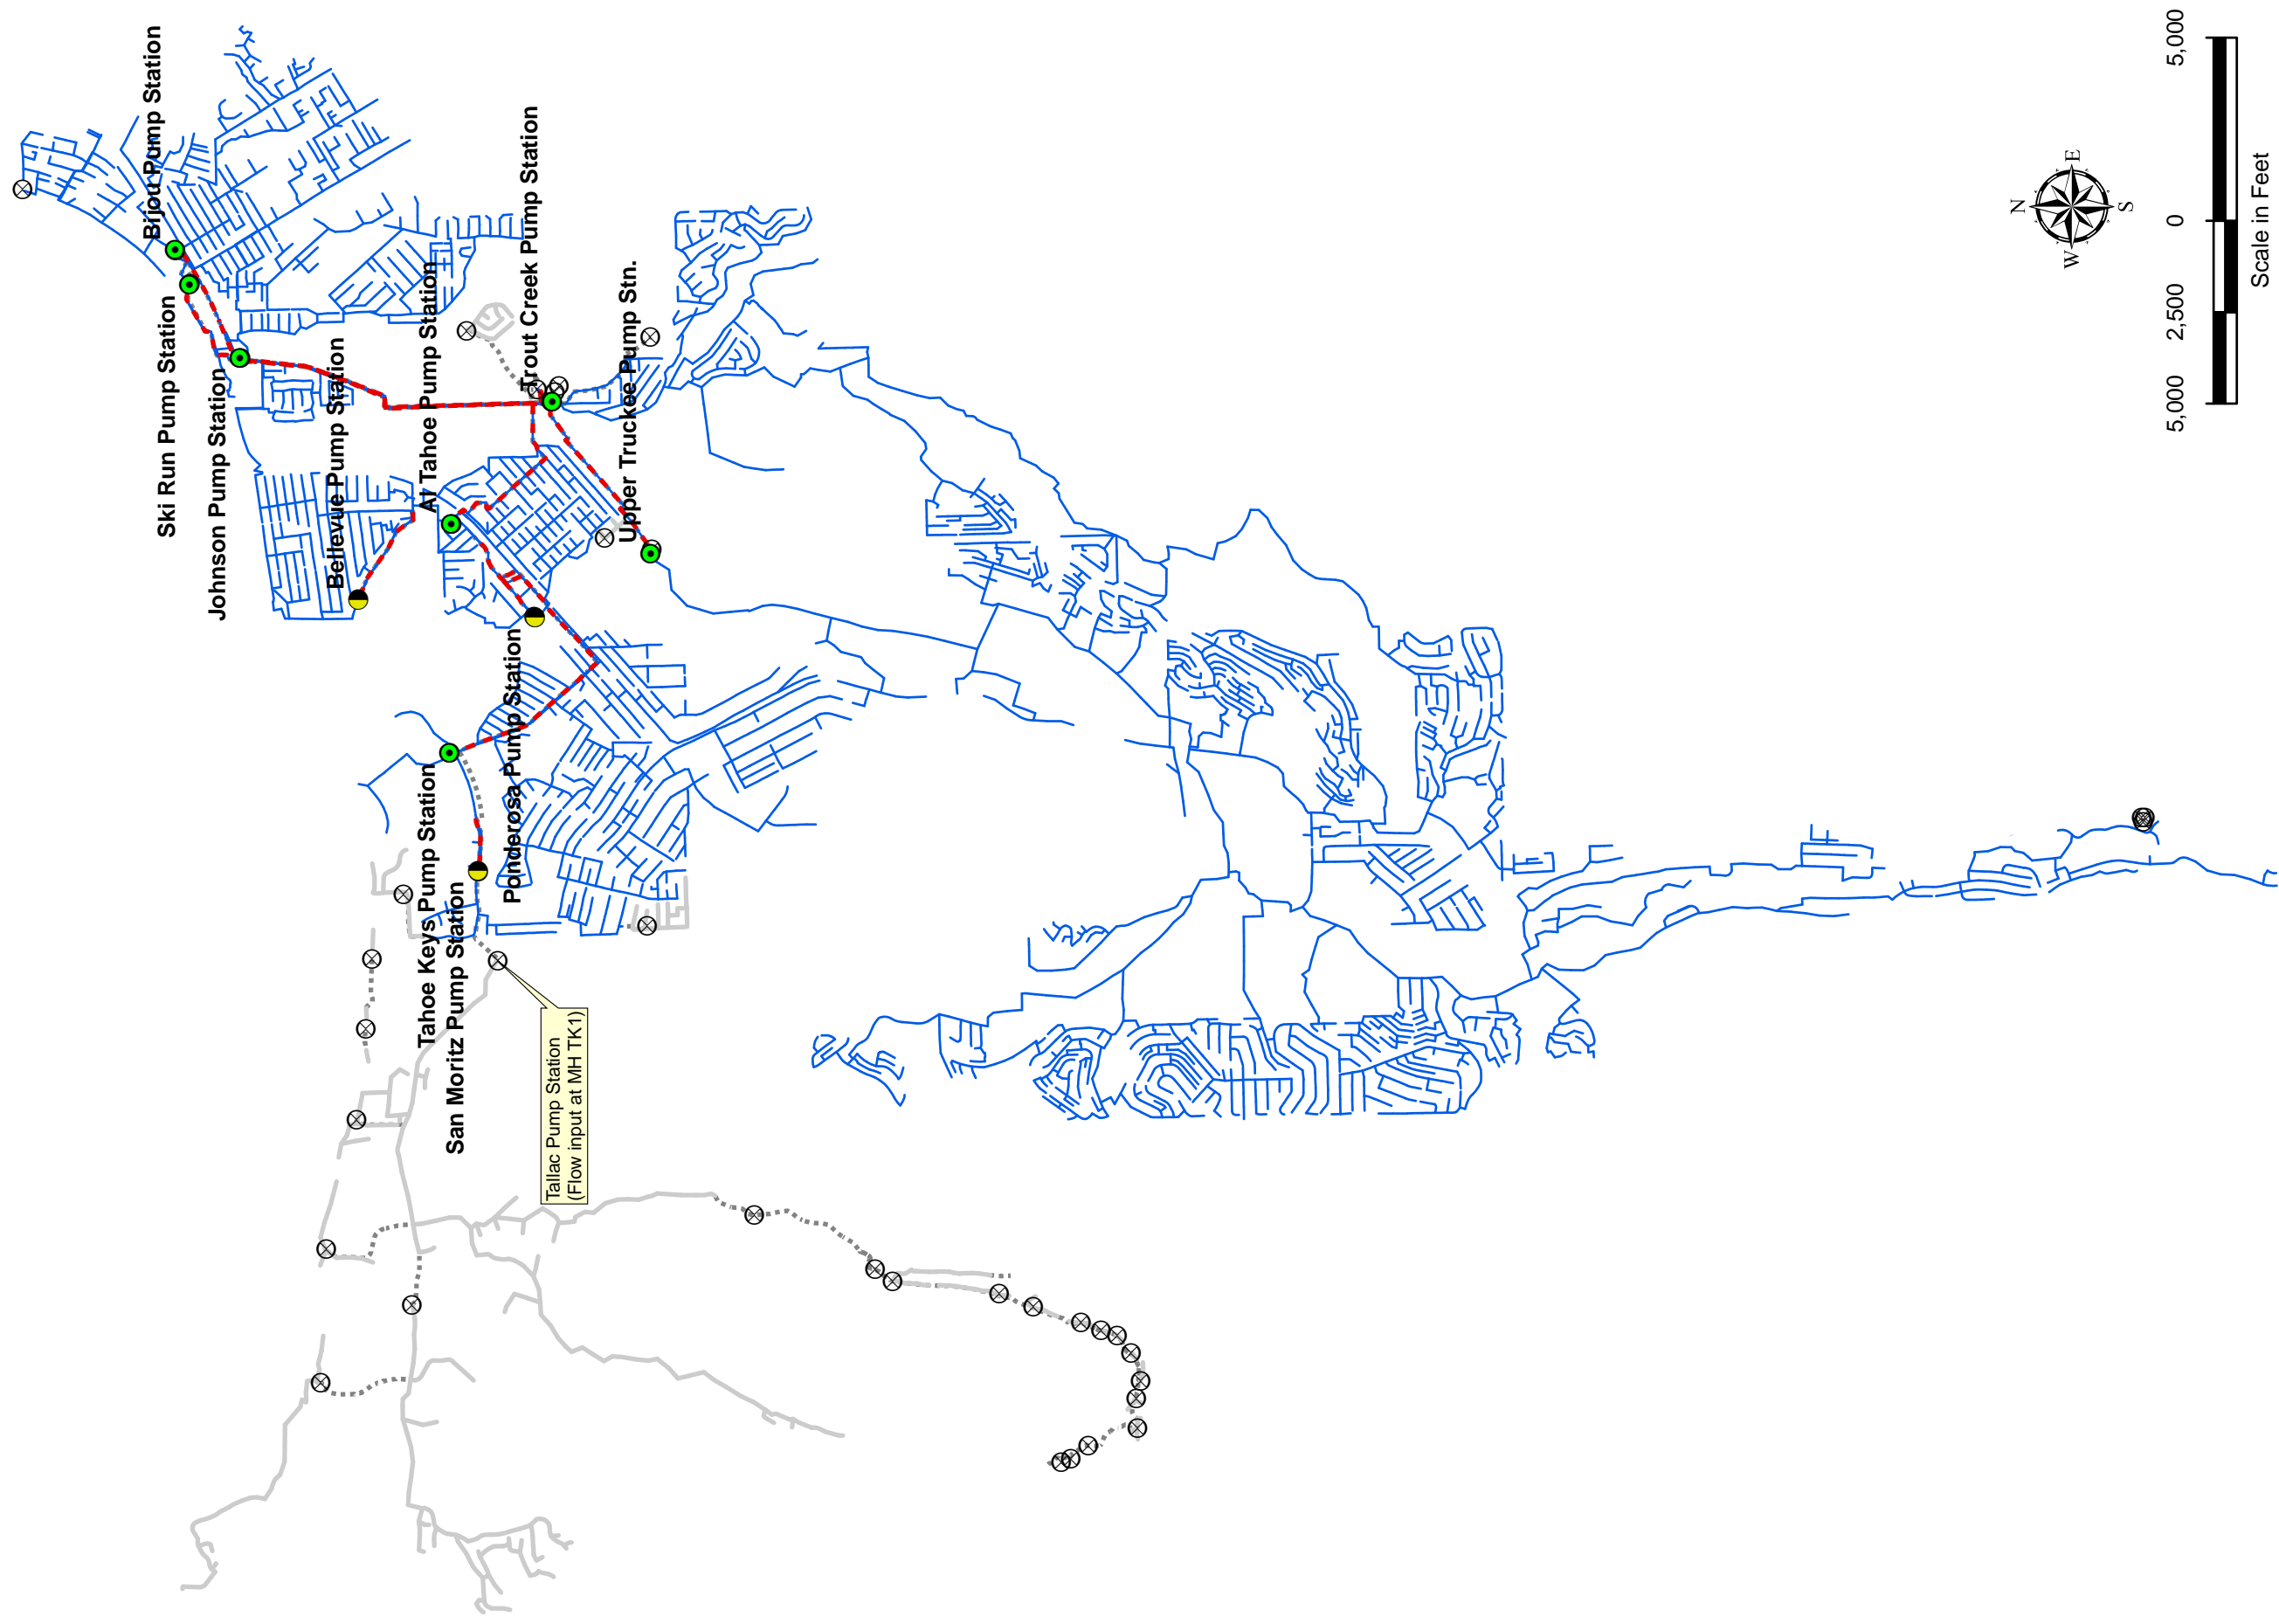 Bijou Pump Station
Ski Run Pump Station
Johnson Pump Station
Bellevue Pump Station
Al Tahoe Pump Station
Trout Creek Pump Station
Upper Truckee Pump Stn.
Ponderosa Pump Station
Tahoe Keys Pump Station
San Moritz Pump Station
Tallac Pump Station
(Flow input at MH TK1)
N
W
E
S
5,000
2,500
0
5,000
Scale in Feet